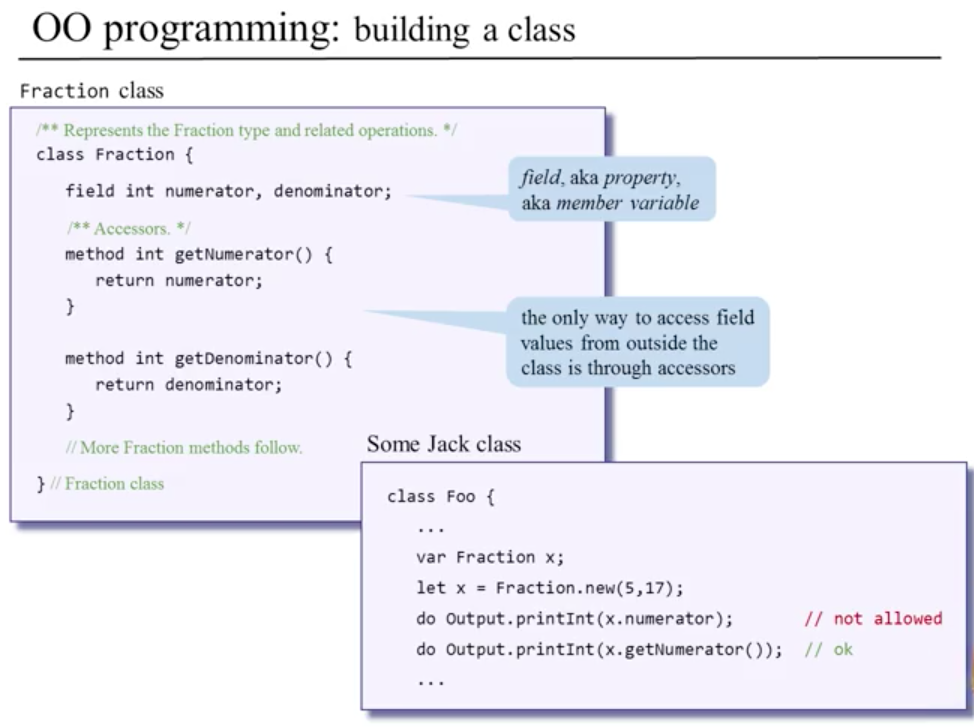 OO programming: building a class
Fraction class
/** Represents the Fraction type and related operations. */
class Fraction {
field int numerator, denominator;
/** Accessors. */
method int getNumerator() {
return numerator;
}
method int getDenominator() {
return denominator;
}
// More Fraction methods follow.
} // Fraction class
field, aka property,
aka member variable
the only way to access field
values from outside the
class is through accessors
Some Jack class
class Foo {
...
var Fraction x;
let x = Fraction.new(5,17);
do Output.printInt(x.numerator); // not allowed
do Output.printInt(x.getNumerator()); // ok
...